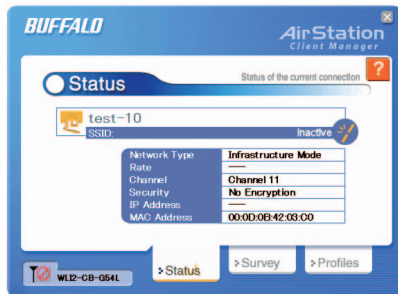 BUFFALO
AirStation
Client Manager
Status
Status of the current connection
?
test-10
SSID:
Inactive
Network Type Infrastructure Mode
Rate ----
Channel Channel 11
Security No Encryption
IP Address ----
MAC Address 00:0D:0B:42:03:C0
WLI2-CB-G54L
Status
Survey
Profiles